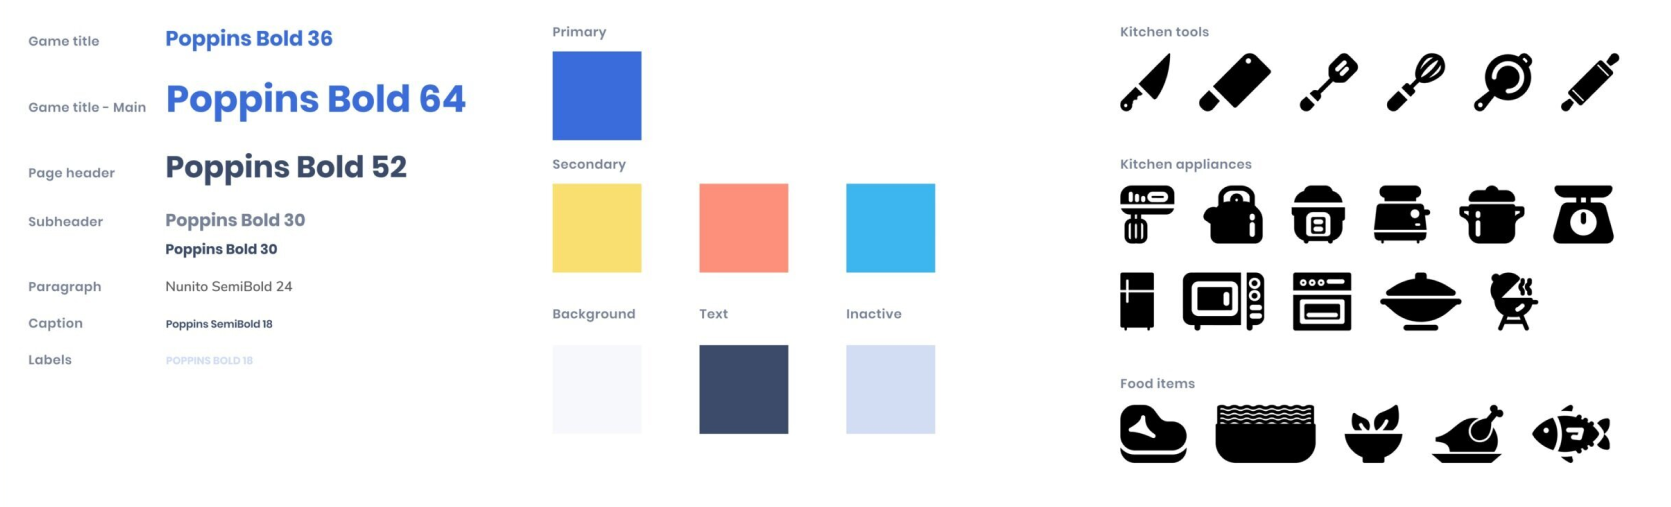 Game title
Poppins Bold 36
Game title - Main
Poppins Bold 64
Page header
Poppins Bold 52
Subheader
Poppins Bold 30
Poppins Bold 30
Paragraph
Nunito SemiBold 24
Caption
Poppins SemiBold 18
Labels
POPPINS BOLD 18
Primary
Secondary
Background
Text
Inactive
Kitchen tools
Kitchen appliances
Food items